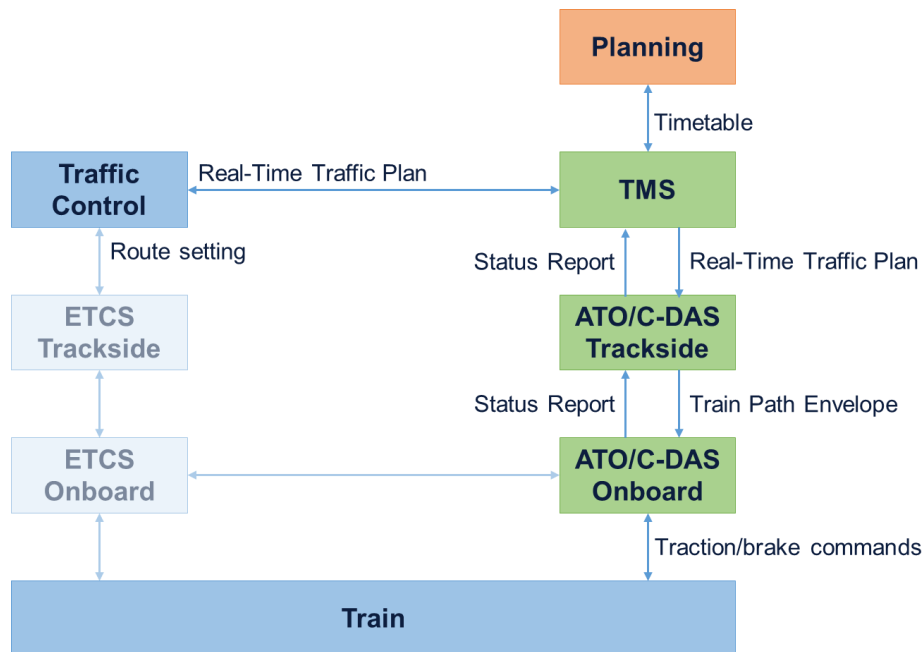 Planning
Timetable
Traffic
Control
Real-Time Traffic Plan
TMS
Route setting
Status Report
Real-Time Traffic Plan
ETCS
Trackside
ATO/C-DAS
Trackside
Status Report
Train Path Envelope
ETCS
Onboard
ATO/C-DAS
Onboard
Traction/brake commands
Train